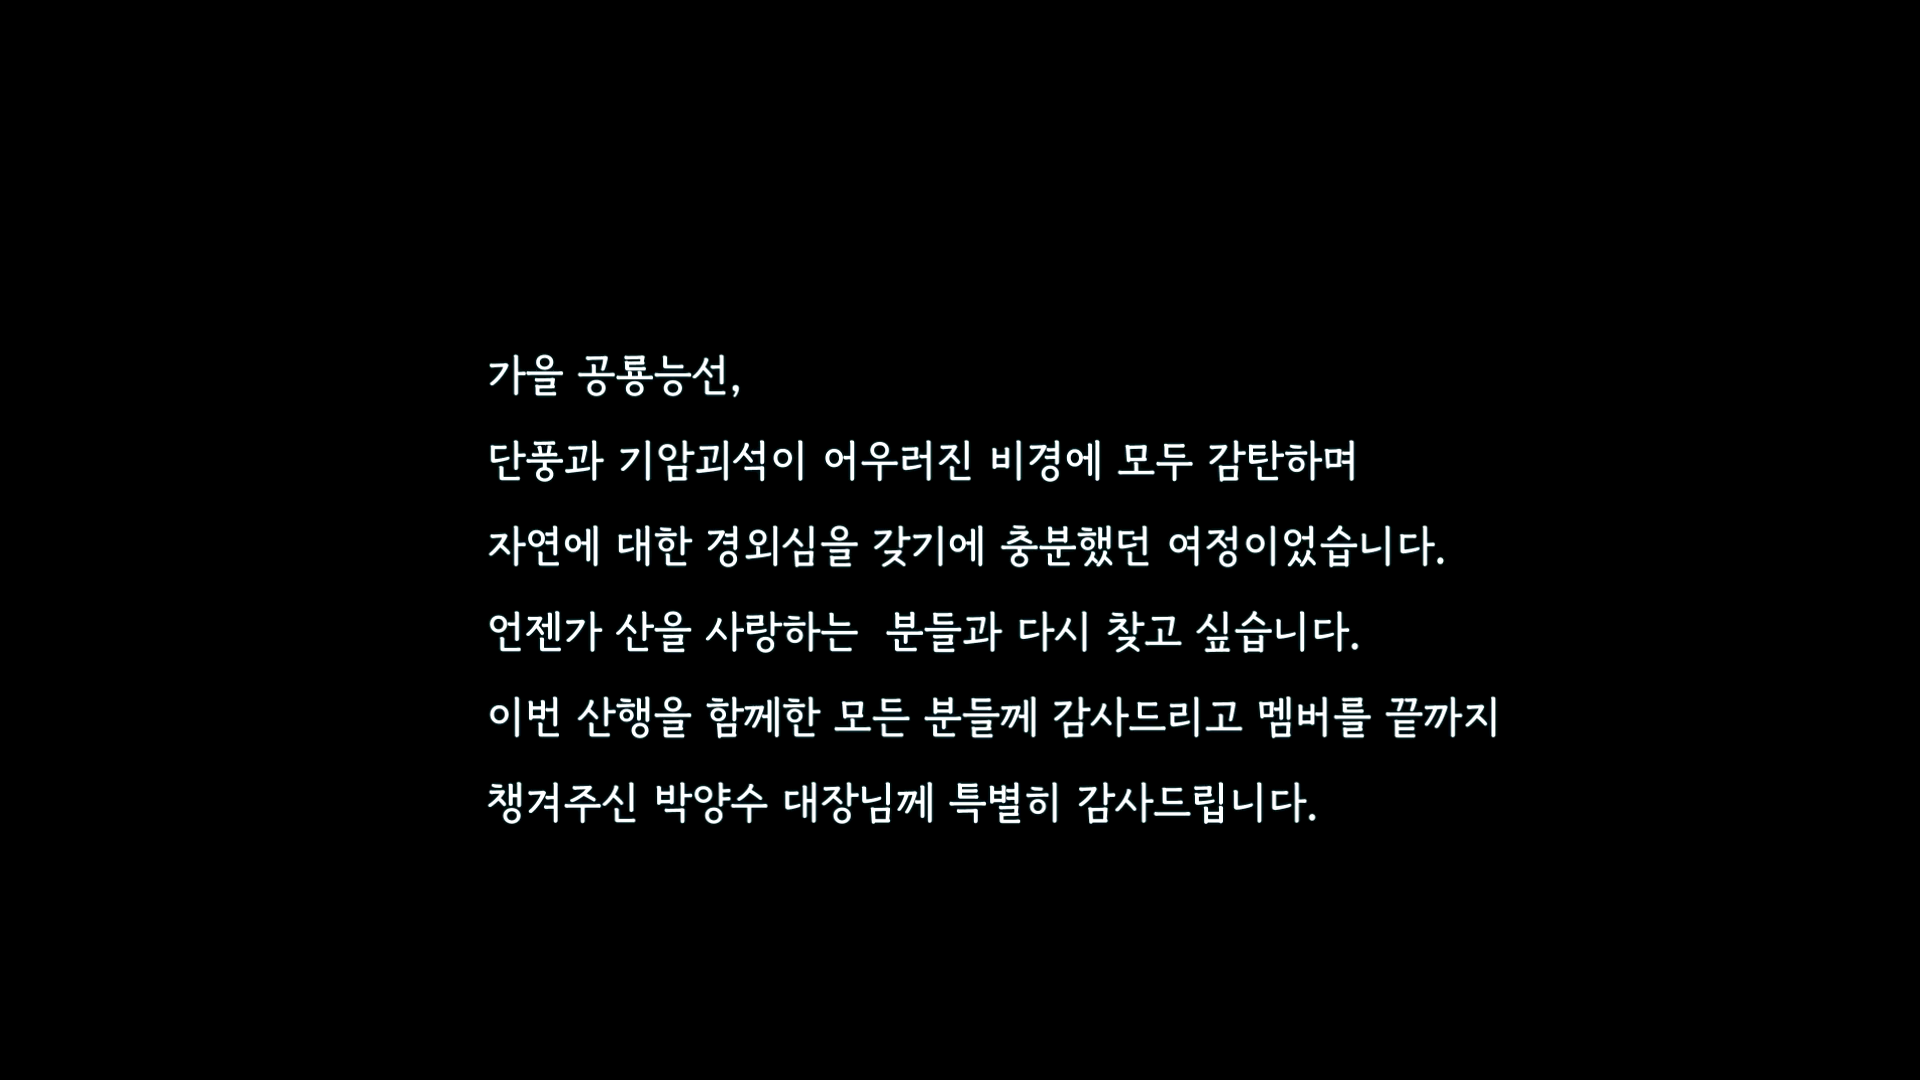 가을 공룡능선,
단풍과 기암괴석이 어우러진 비경에 모두 감탄하며
자연에 대한 경외심을 갖기에 충분했던 여정이었습니다.
언젠가 산을 사랑하는  분들과 다시 찾고 싶습니다.
이번 산행을 함께한 모든 분들께 감사드리고 멤버를 끝까지
챙겨주신 박양수 대장님께 특별히 감사드립니다.